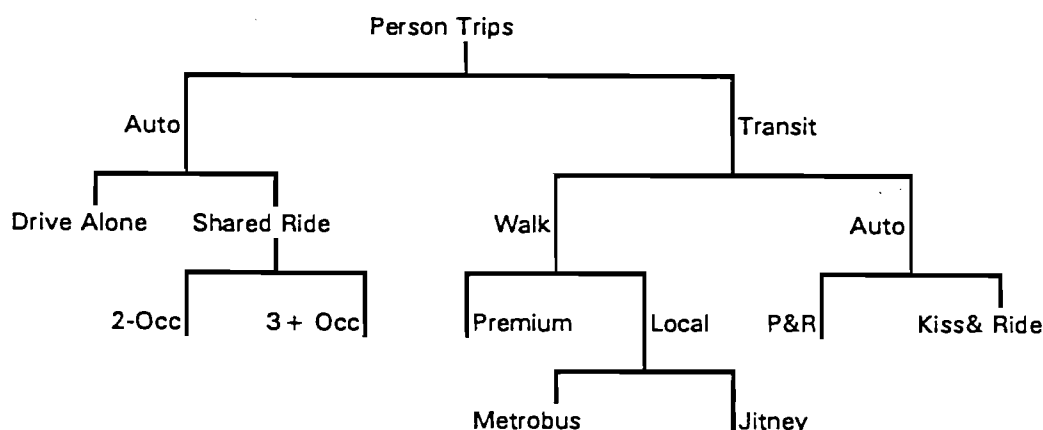 Person Trips
Auto
Transit
Drive Alone
Shared Ride
Walk
Auto
2-Occ
3+ Occ
Premium
Local
P&R
Kiss& Ride
Metrobus
Jitney